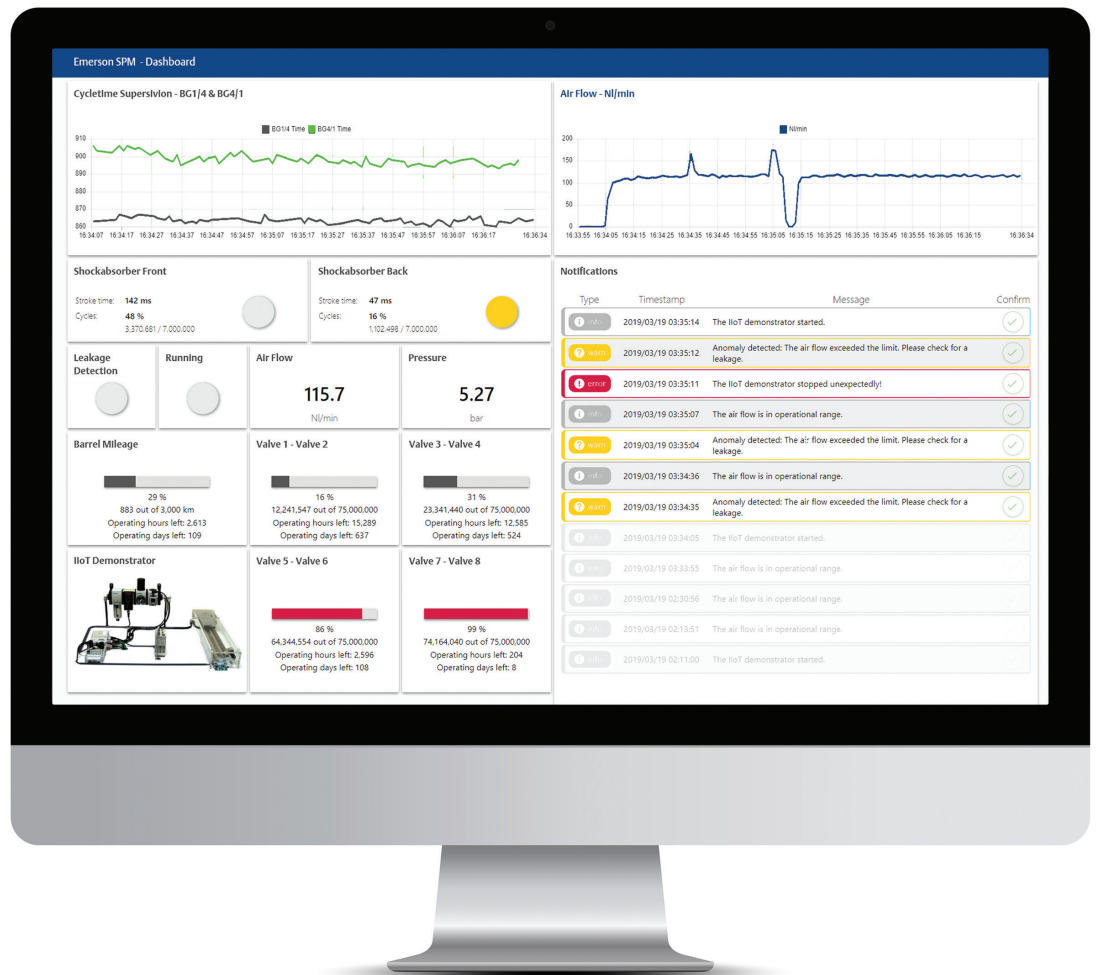 Emerson SPM - Dashboard
Cycletime Supersivion - BG1/4 & BG4/1
BG1/4 Time BG4/1 Time
910
900
890
880
870
860
16:34:07 16:34:17 16:34:27 16:34:37 16:34:47 16:34:57 16:35:07 16:35:17 16:35:27 16:35:37 16:35:47 16:35:57 16:36:07 16:36:17 16:36:34
Air Flow - Nl/min
Nl/min
200
150
100
50
0
16:33:55 16:34:05 16:34:15 16:34:25 16:34:35 16:34:45 16:34:55 16:35:05 16:35:15 16:35:25 16:35:35 16:35:45 16:35:55 16:36:05 16:36:15 16:36:34
Shockabsorber Front
Stroke time: 142 ms
Cycles: 48 %
3.370.681 / 7.000.000
Shockabsorber Back
Stroke time: 47 ms
Cycles: 16 %
1,102,498 / 7.000.000
Leakage
Detection
Running
Air Flow
115.7
Nl/min
Pressure
5.27
bar
Barrel MIleage
29 %
883 out of 3,000 km
Operating hours left: 2,613
Operating days left: 109
Valve 1 - Valve 2
16 %
12,241,547 out of 75,000,000
Operating hours left: 15,289
Operating days left: 637
Valve 3 - Valve 4
31 %
23,341,440 out of 75,000,000
Operating hours left: 12,585
Operating days left: 524
IIoT Demonstrator
Valve 5 - Valve 6
86 %
64,344,554 out of 75,000,000
Operating hours left: 2,596
Operating days left: 108
Valve 7 - Valve 8
99 %
74,164,040 out of 75,000,000
Operating hours left: 204
Operating days left: 8
Notifications
Type Timestamp Message Confirm
info 2019/03/19 03:35:14 The IIoT demonstrator started.
warn 2019/03/19 03:35:12 Anomaly detected: The air flow exceeded the limit. Please check for a
leakage.
error 2019/03/19 03:35:11 The IIoT demonstrator stopped unexpectedly!
info 2019/03/19 03:35:07 The air flow is in operational range.
warn 2019/03/19 03:35:04 Anomaly detected: The air flow exceeded the limit. Please check for a
leakage.
info 2019/03/19 03:34:36 The air flow is in operational range.
warn 2019/03/19 03:34:35 Anomaly detected: The air flow exceeded the limit. Please check for a
leakage.
info 2019/03/19 03:34:05 The IIoT demonstrator started.
info 2019/03/19 03:33:55 The air flow is in operational range.
info 2019/03/19 02:30:56 The air flow is in operational range.
info 2019/03/19 02:13:51 The air flow is in operational range.
info 2019/03/19 02:11:00 The IIoT demonstrator started.